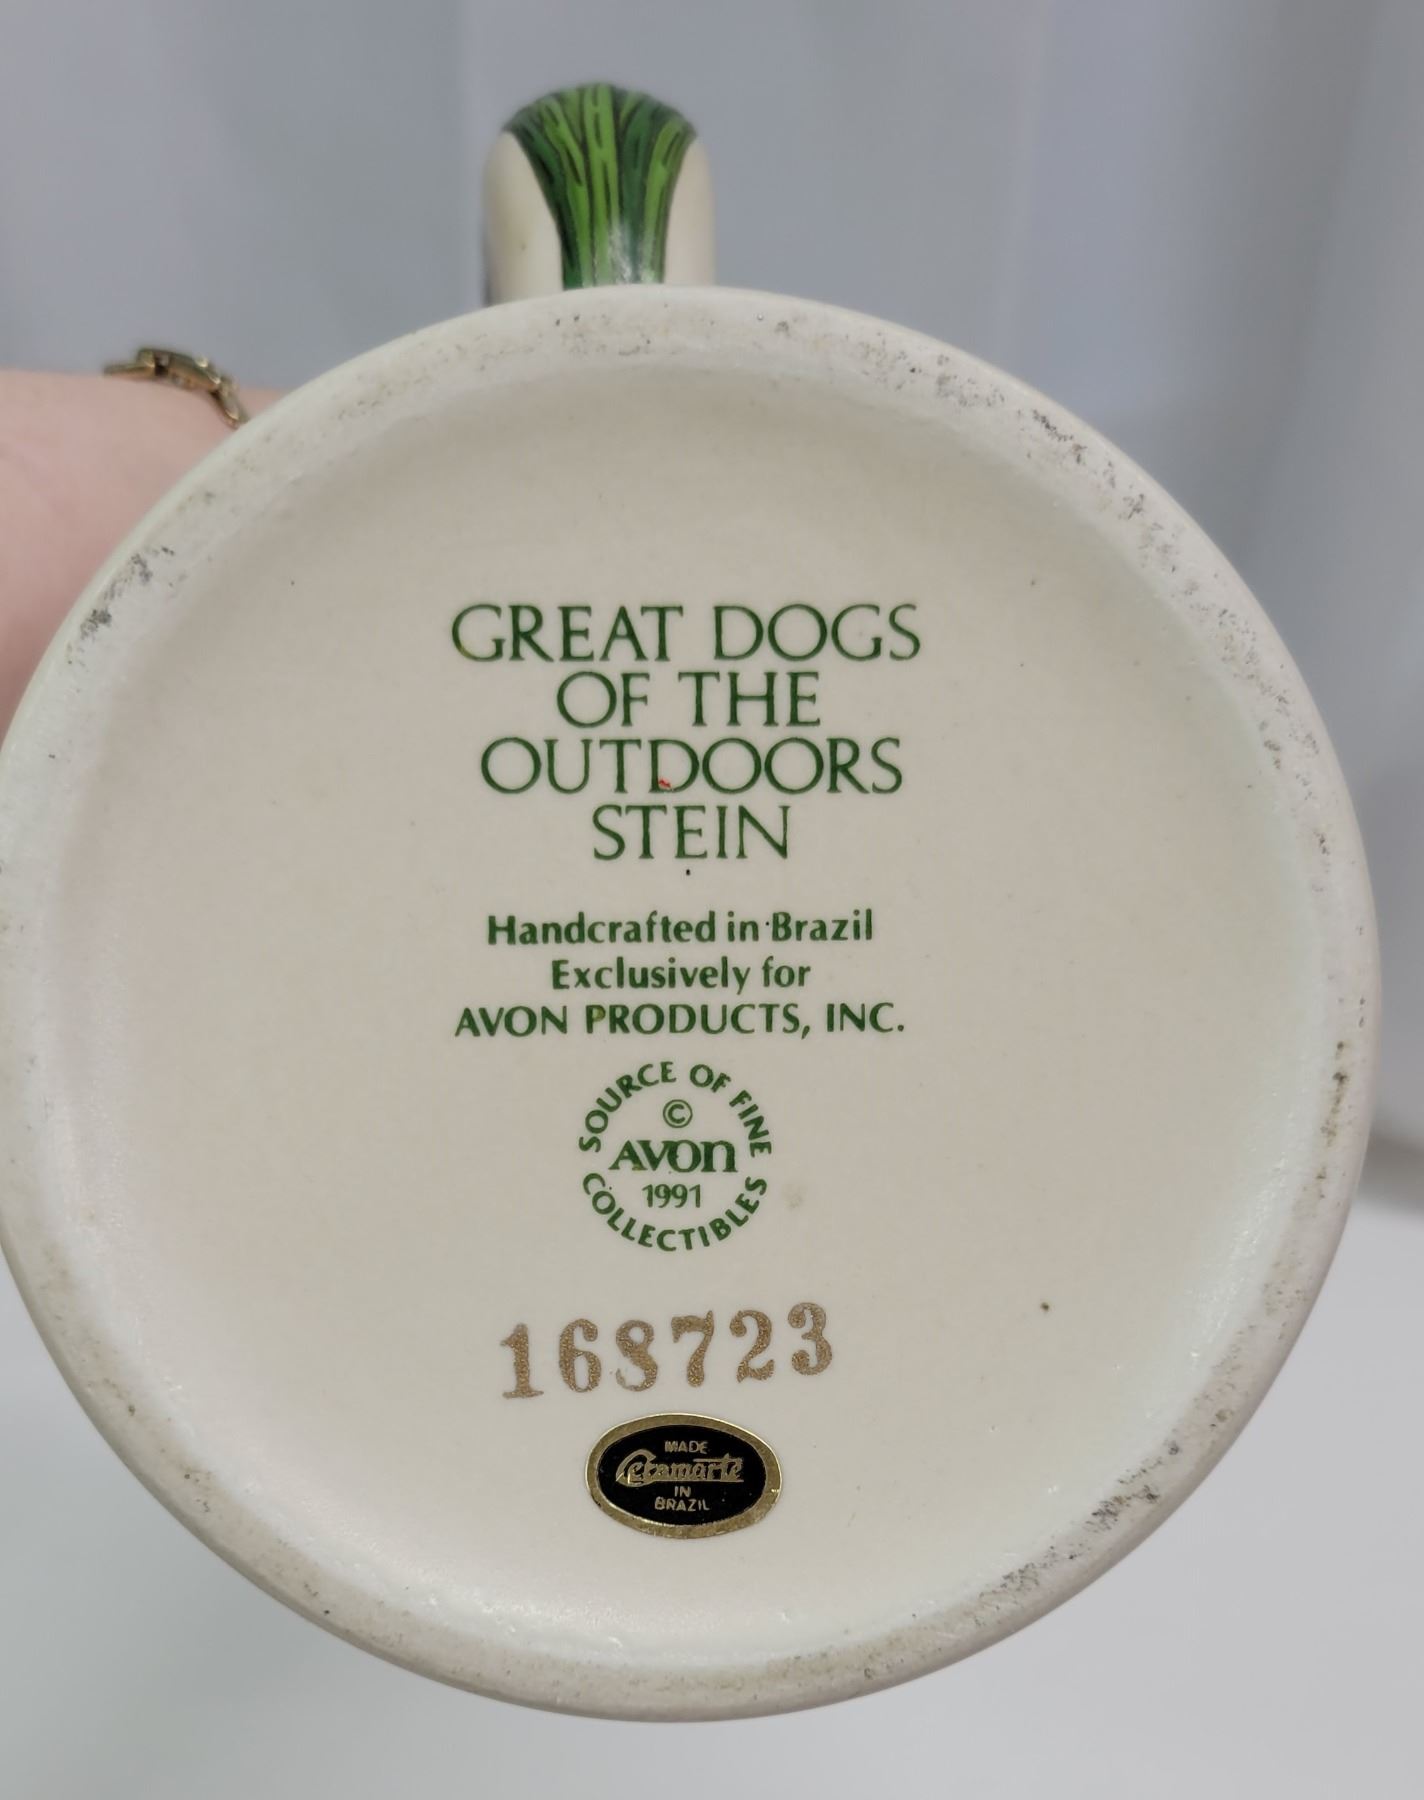 GREAT DOGS
OF THE
OUTDOORS
STEIN
Handcrafted in Brazil
Exclusively for
AVON PRODUCTS, INC.
SOURCE OF FINE
©
AVON
1991
COLLECTIBLES
168723
MADE
Ceramarte
IN
BRAZIL